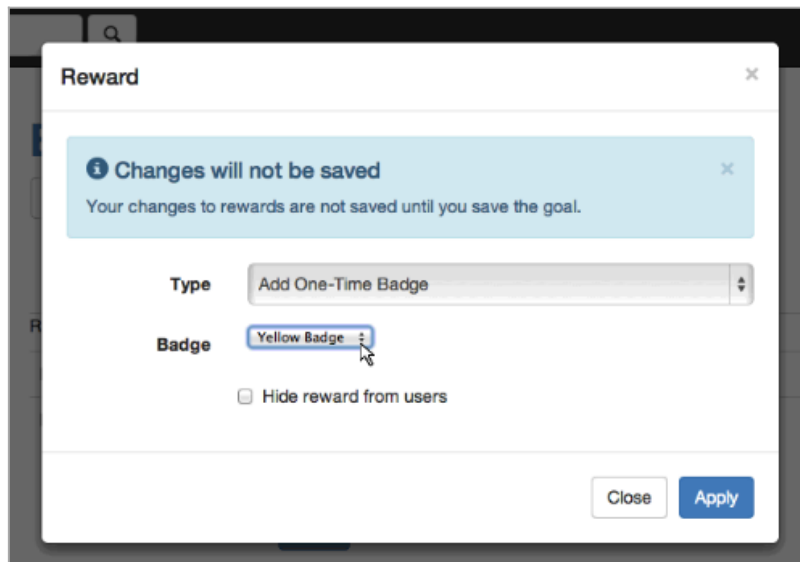 Reward
Changes will not be saved
Your changes to rewards are not saved until you save the goal.
Type Add One-Time Badge
Badge Yellow Badge
Hide reward from users
Close Apply